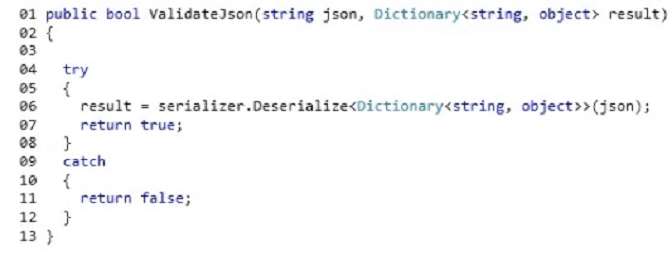 01 public bool ValidateJson(string json, Dictionary<string, object> result)
02 {
03
04   try
05   {
06     result = serializer.Deserialize<Dictionary<string, object>>(json);
07     return true;
08   }
09   catch
10   {
11     return false;
12   }
13 }